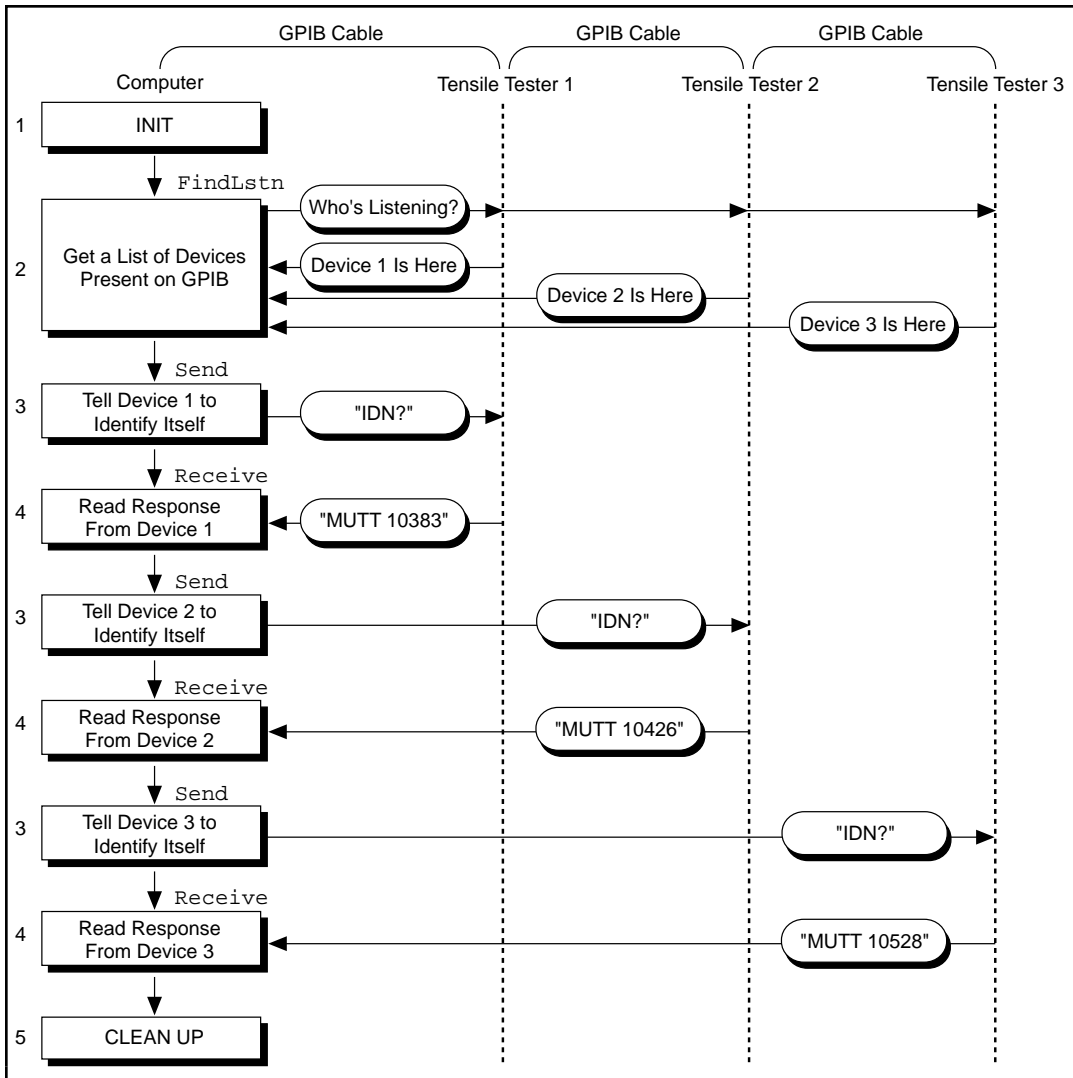 GPIB Cable GPIB Cable GPIB Cable
Computer Tensile Tester 1 Tensile Tester 2 Tensile Tester 3
1 INIT
FindLstn
Who's Listening?
2 Get a List of Devices
Present on GPIB
Device 1 Is Here
Device 2 Is Here
Device 3 Is Here
Send
3 Tell Device 1 to
Identify Itself
"IDN?"
Receive
4 Read Response
From Device 1
"MUTT 10383"
Send
3 Tell Device 2 to
Identify Itself
"IDN?"
Receive
4 Read Response
From Device 2
"MUTT 10426"
Send
3 Tell Device 3 to
Identify Itself
"IDN?"
Receive
4 Read Response
From Device 3
"MUTT 10528"
5 CLEAN UP